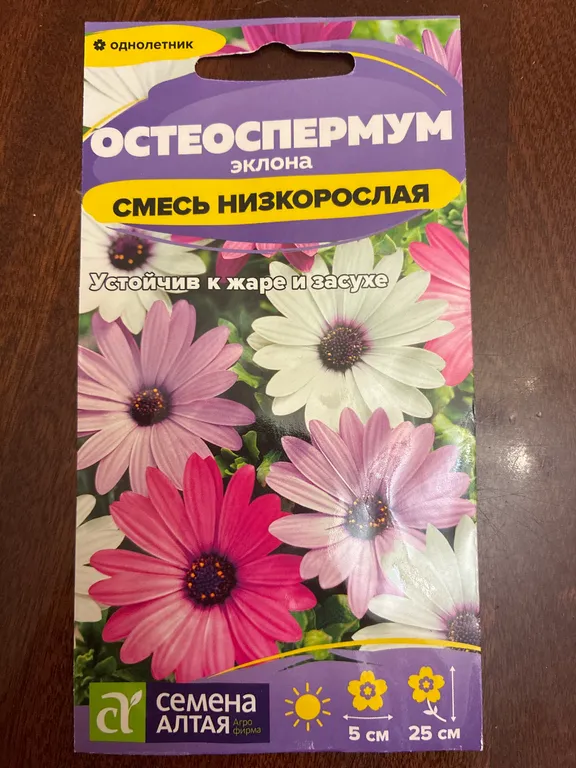 однолетник
ОСТЕОСПЕРМУМ
эклона
СМЕСЬ НИЗКОРОСЛАЯ
Устойчив к жаре и засухе
семена
АЛТАЯ
Агро
фирма
5 см
25 см